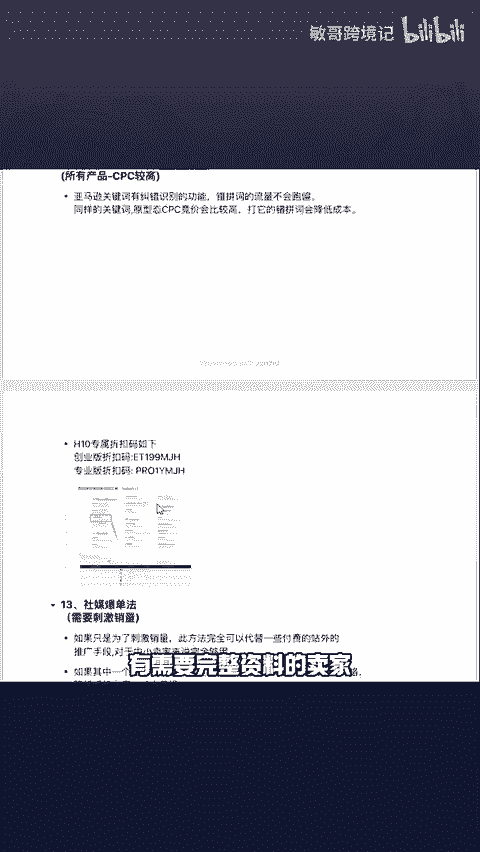 敏哥跨境记 bilibili
(所有产品-CPC较高)
• 亚马逊关键词有纠错识别的功能，错拼词的流量不会跑偏。
同样的关键词,原型态CPC竞价会比较高，打它的错拼词会降低成本。
• H10专属折扣码如下
创业版折扣码:ET199MJH
专业版折扣码: PRO1YMJH
13、社媒爆单法
(需要刺激销量)
• 如果只是为了刺激销量，此方法完全可以代替一些付费的站外的
推广手段,对于中小卖家来说完全够用
• 如果其中一个
有需要完整资料的卖家